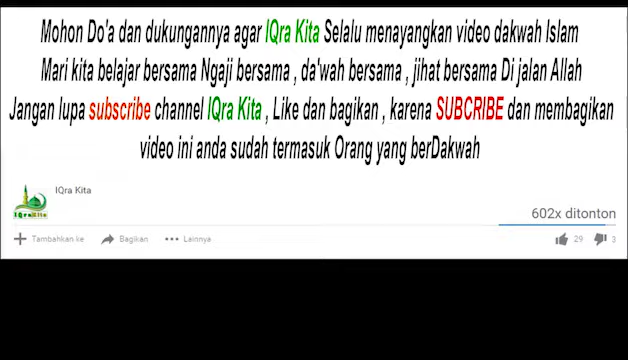 Mohon Do'a dan dukungannya agar IQra Kita Selalu menayangkan video dakwah Islam
Mari kita belajar bersama Ngaji bersama , da'wah bersama , jihat bersama Di jalan Allah
Jangan lupa subscribe channel IQra Kita , Like dan bagikan , karena SUBCRIBE dan membagikan
video ini anda sudah termasuk Orang yang berDakwah
IQra Kita
IQraKita
602x ditonton
Tambahkan ke Bagikan Lainnya 29 3